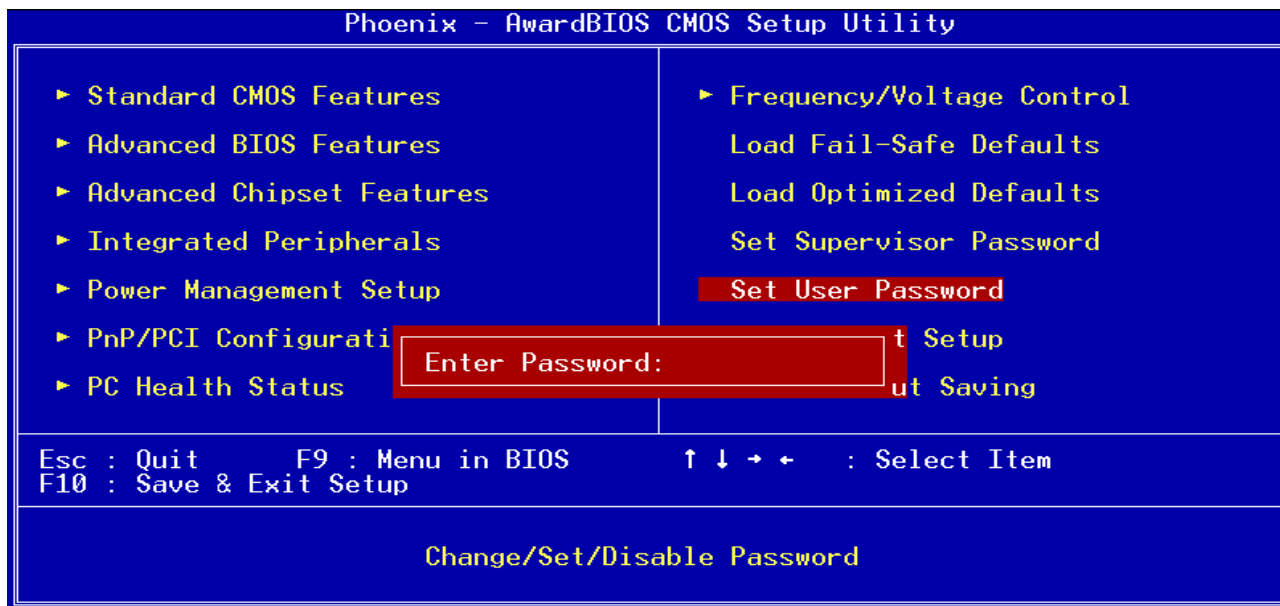 Phoenix - AwardBIOS CMOS Setup Utility
► Standard CMOS Features
► Advanced BIOS Features
► Advanced Chipset Features
► Integrated Peripherals
► Power Management Setup
► PnP/PCI Configurati
► PC Health Status
► Frequency/Voltage Control
Load Fail-Safe Defaults
Load Optimized Defaults
Set Supervisor Password
Set User Password
t Setup
ut Saving
Enter Password:
Esc : Quit F9 : Menu in BIOS ↑ ↓ → ← : Select Item
F10 : Save & Exit Setup
Change/Set/Disable Password